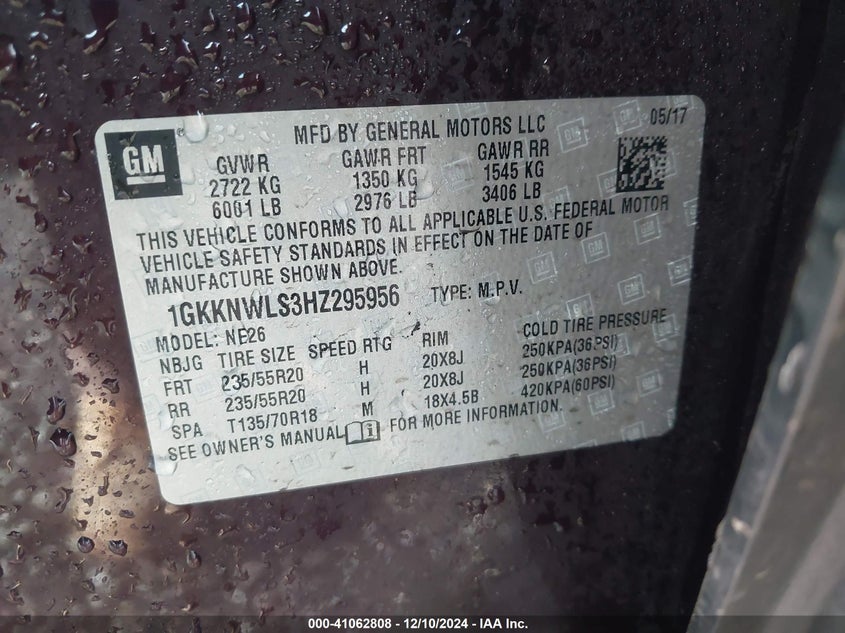 GM
MFD BY GENERAL MOTORS LLC
05/17
GVWR GAWR FRT GAWR RR
2722 KG 1350 KG 1545 KG
6001 LB 2976 LB 3406 LB
THIS VEHICLE CONFORMS TO ALL APPLICABLE U.S. FEDERAL MOTOR
VEHICLE SAFETY STANDARDS IN EFFECT ON THE DATE OF
MANUFACTURE SHOWN ABOVE.
1GKKNWLS3HZ295956 TYPE: M.P.V.
MODEL: NF26
NBJG TIRE SIZE SPEED RTG RIM COLD TIRE PRESSURE
FRT 235/55R20 H 20X8J 250KPA(36PSI)
RR 235/55R20 H 20X8J 250KPA(36PSI)
SPA T135/70R18 M 18X4.5B 420KPA(60PSI)
SEE OWNER'S MANUAL FOR MORE INFORMATION.
000-41062808 - 12/10/2024 - IAA Inc.